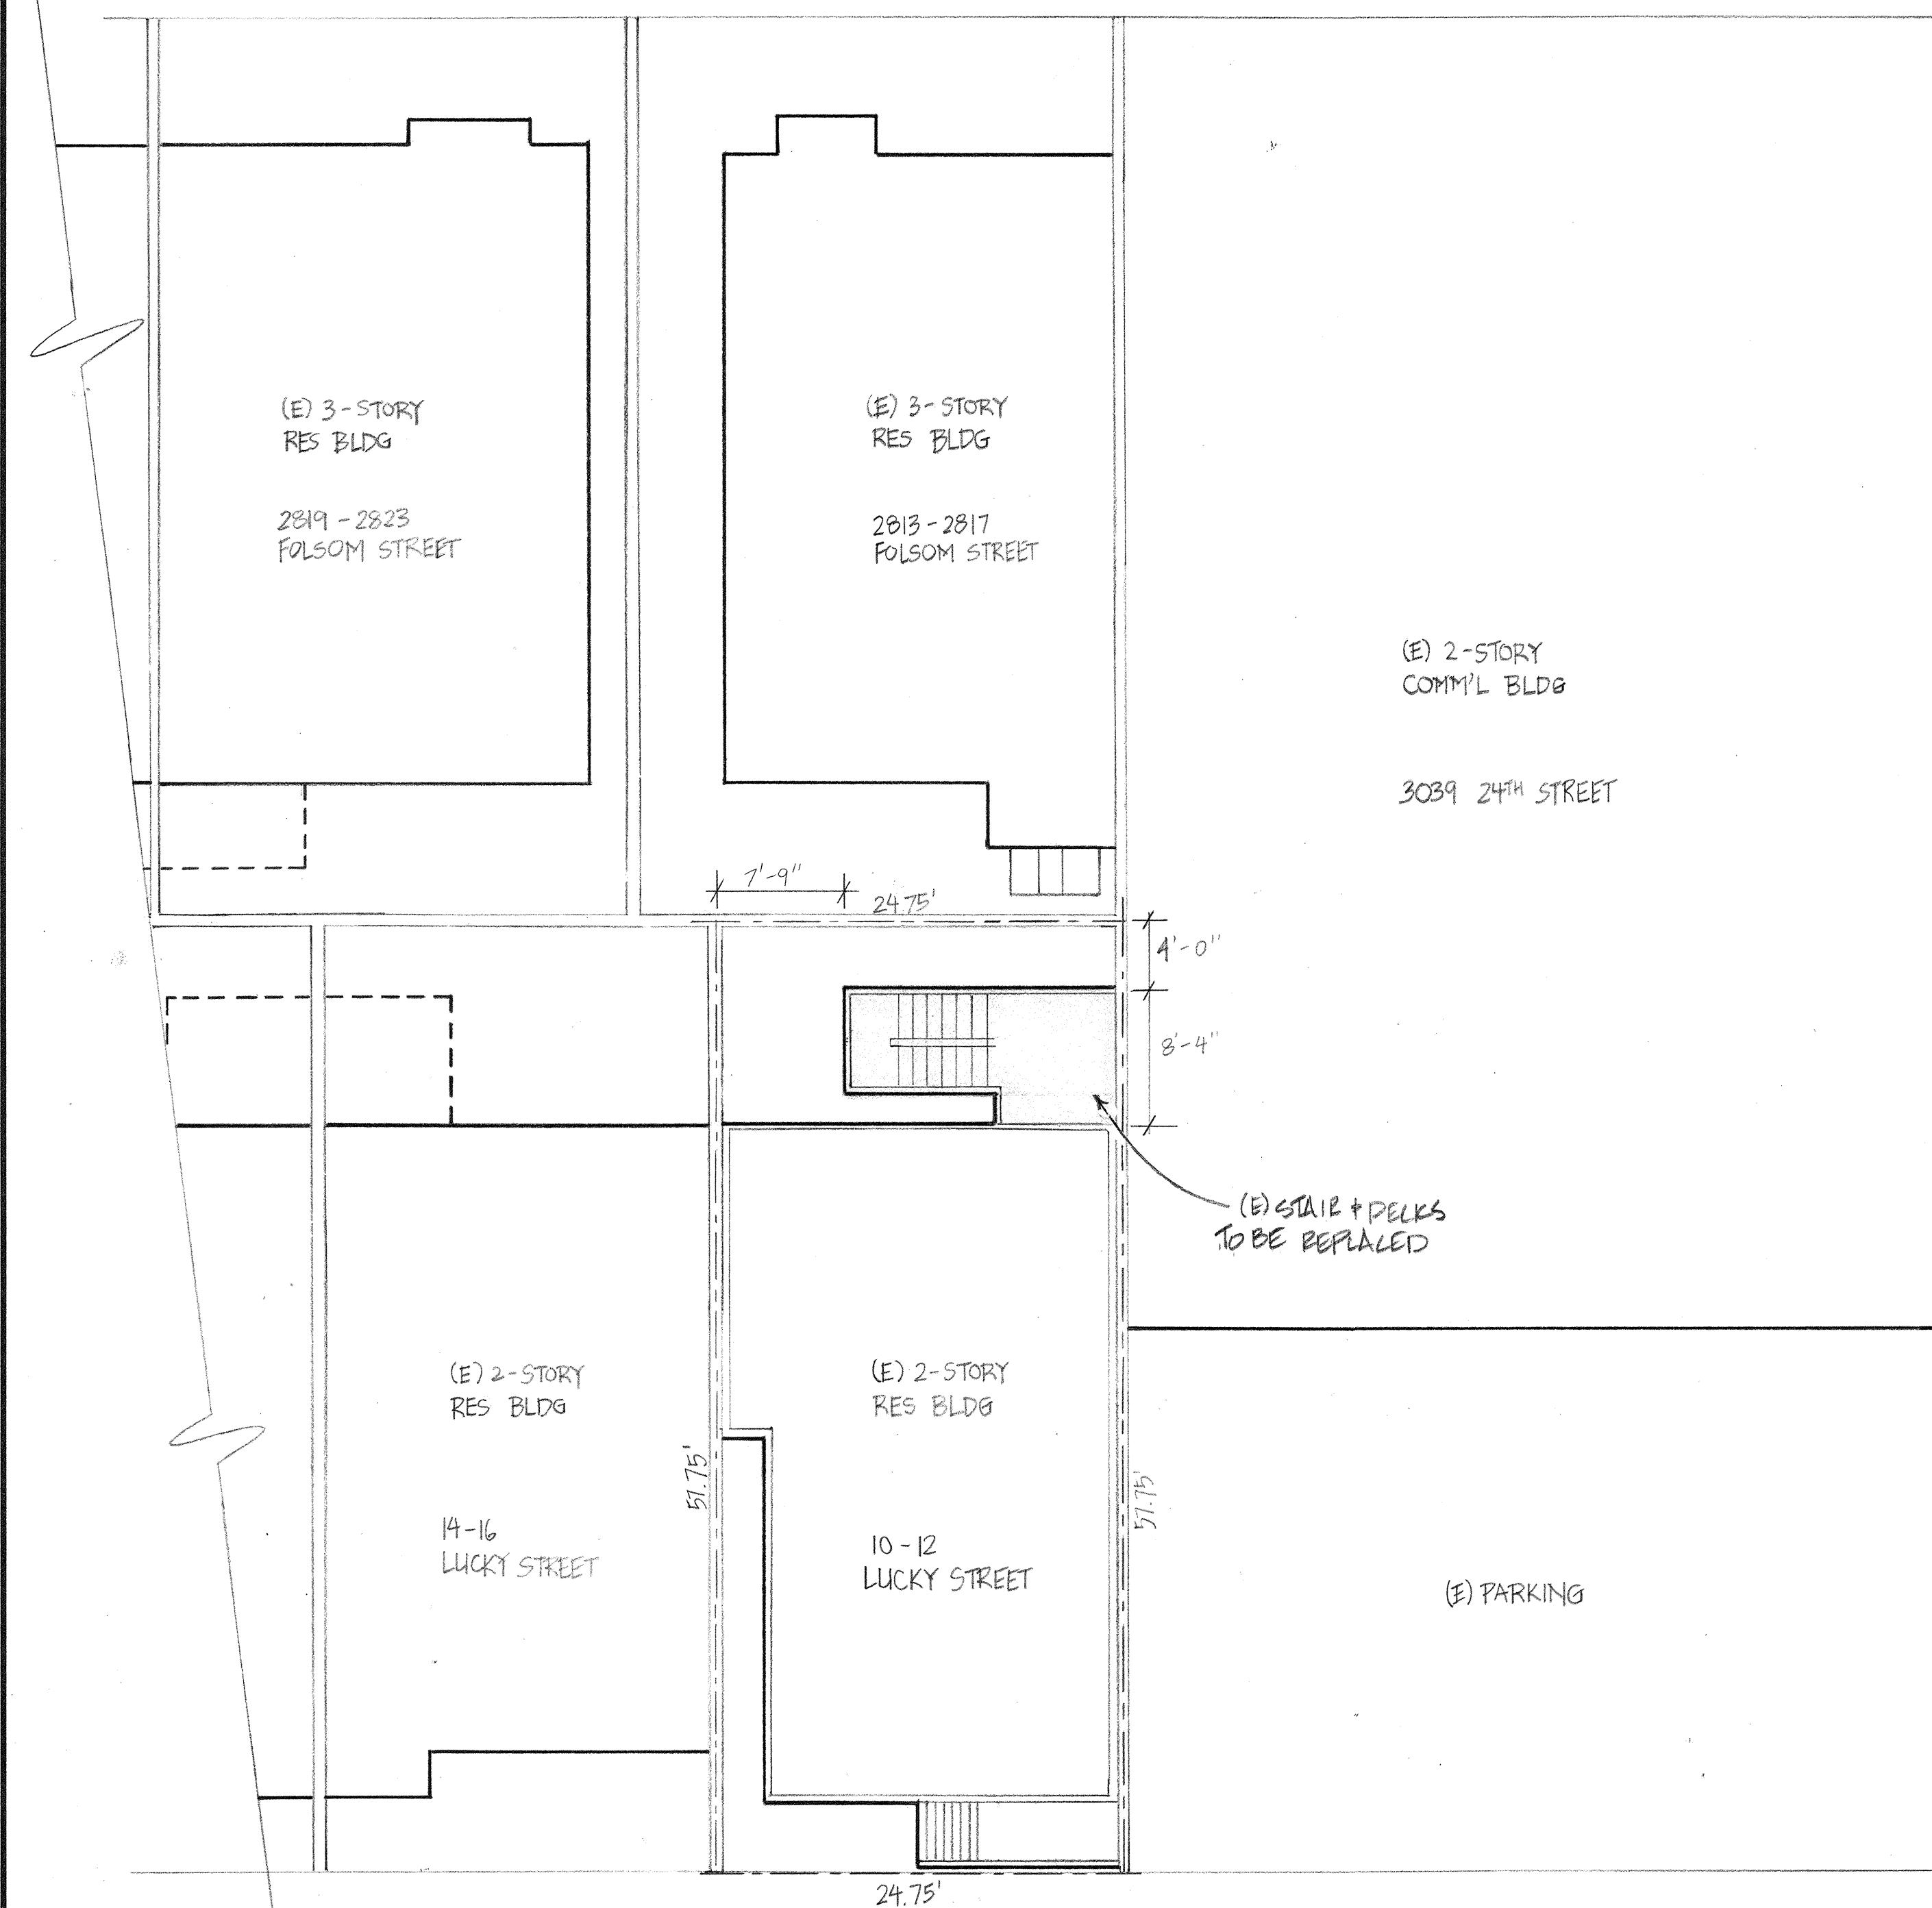 (E) 3-STORY
RES BLDG
2819-2823
FOLSOM STREET
(E) 3-STORY
RES BLDG
2813-2817
FOLSOM STREET
(E) 2-STORY
COMM'L BLDG
3039 24TH STREET
7'-9"
24.75'
4'-0"
8'-4"
(E) STAIR & DECKS
TO BE REPLACED
(E) 2-STORY
RES BLDG
14-16
LUCKY STREET
57.75'
(E) 2-STORY
RES BLDG
10-12
LUCKY STREET
57.75'
(E) PARKING
24.75'